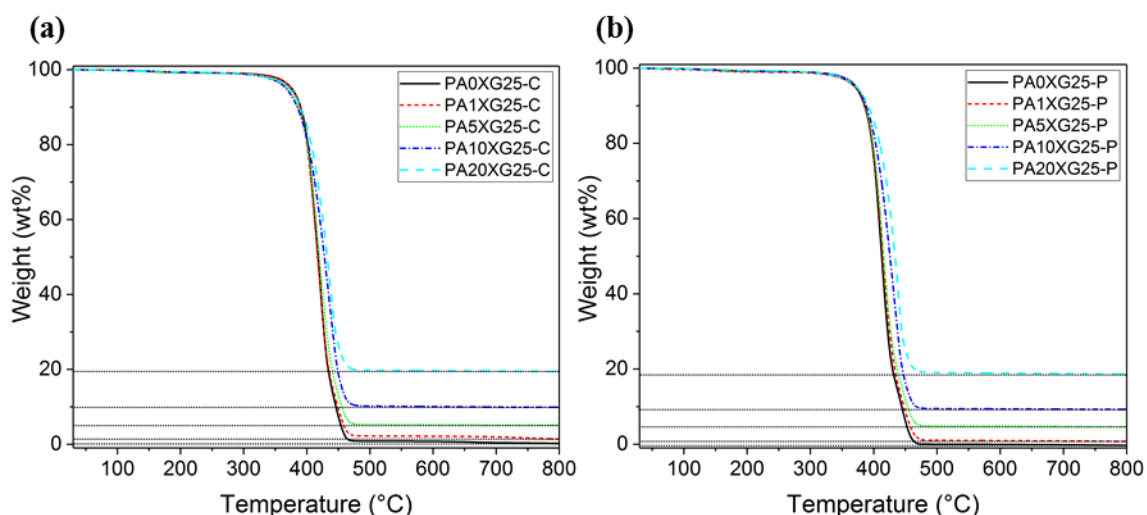 (a)
100
80
60
40
20
0
Weight (wt%)
PA0XG25-C
PA1XG25-C
PA5XG25-C
PA10XG25-C
PA20XG25-C
100 200 300 400 500 600 700 800
Temperature (°C)
(b)
100
80
60
40
20
0
Weight (wt%)
PA0XG25-P
PA1XG25-P
PA5XG25-P
PA10XG25-P
PA20XG25-P
100 200 300 400 500 600 700 800
Temperature (°C)